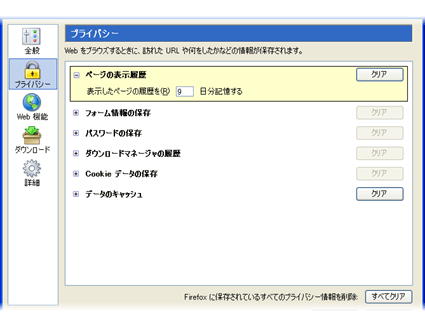 全般
プライバシー
Web 機能
ダウンロード
詳細
プライバシー
Web をブラウズするときに、訪れた URL や何をしたかなどの情報が保存されます。
ページの表示履歴 クリア
表示したページの履歴を(R) 9 日分記憶する
フォーム情報の保存 クリア
パスワードの保存 クリア
ダウンロードマネージャの履歴 クリア
Cookie データの保存 クリア
データのキャッシュ クリア
Firefox に保存されているすべてのプライバシー情報を削除: すべてクリア